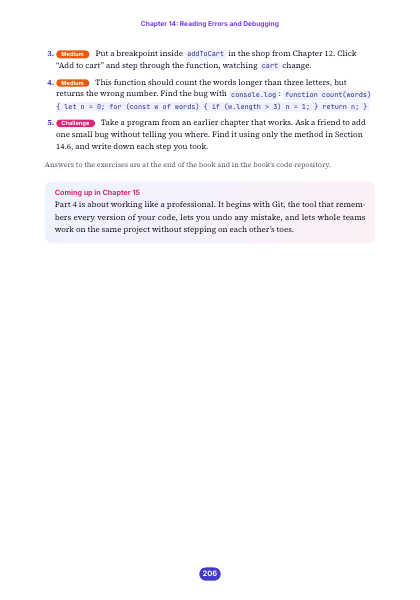 Chapter 14: Reading Errors and Debugging
3. Medium Put a breakpoint inside addToCart in the shop from Chapter 12. Click
“Add to cart” and step through the function, watching cart change.
4. Medium This function should count the words longer than three letters, but
returns the wrong number. Find the bug with console.log: function count(words)
{ let n = 0; for (const w of words) { if (w.length > 3) n = 1; } return n; }
5. Challenge Take a program from an earlier chapter that works. Ask a friend to add
one small bug without telling you where. Find it using only the method in Section
14.6, and write down each step you took.
Answers to the exercises are at the end of the book and in the book’s code repository.
Coming up in Chapter 15
Part 4 is about working like a professional. It begins with Git, the tool that remem-
bers every version of your code, lets you undo any mistake, and lets whole teams
work on the same project without stepping on each other’s toes.
206